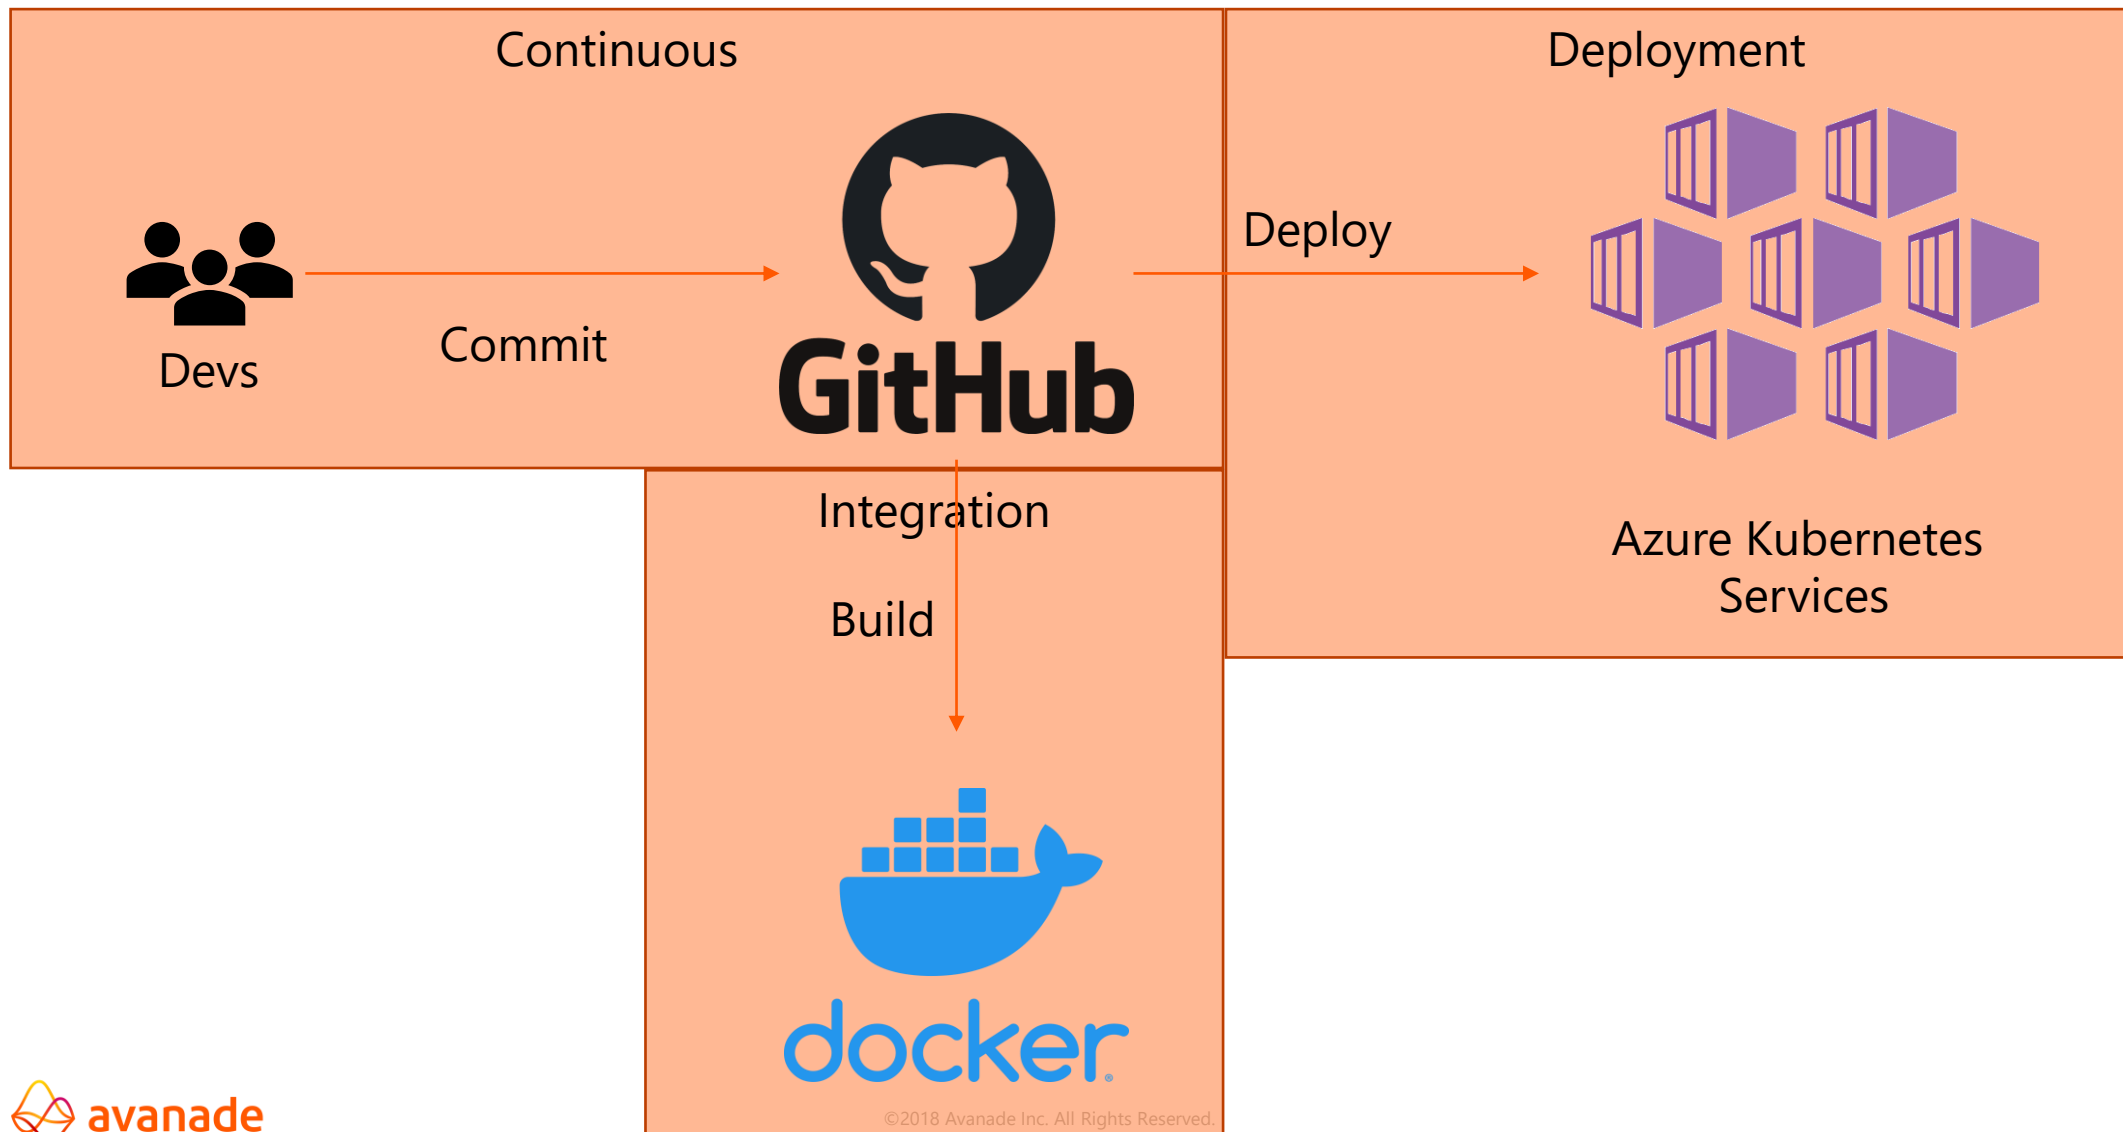 Continuous
Deployment
Deploy
Commit
Devs
GitHub
Integration
Azure Kubernetes
Services
Build
docker®
©2018 Avanade Inc. All Rights Reserved.
avanade